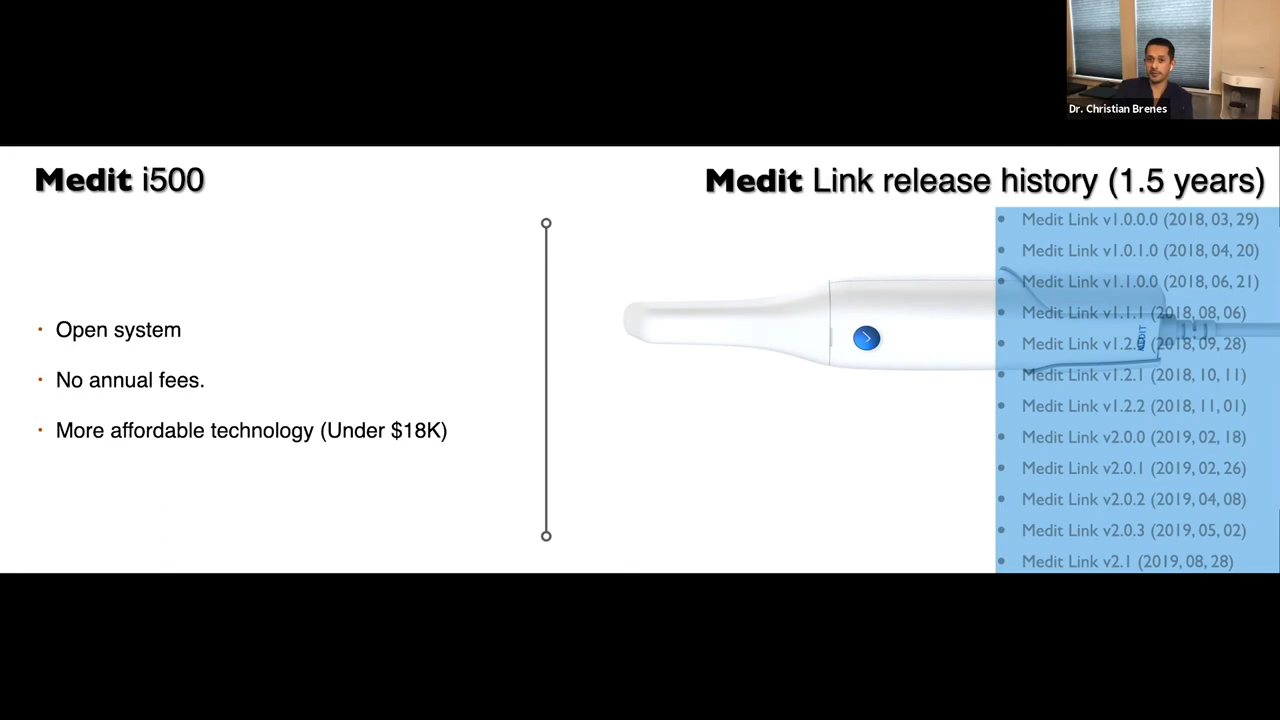 Dr. Christian Brenes
Medit i500
Medit Link release history (1.5 years)
• Open system
• No annual fees.
• More affordable technology (Under $18K)
• Medit Link v1.0.0.0 (2018, 03, 29)
• Medit Link v1.0.1.0 (2018, 04, 20)
• Medit Link v1.1.0.0 (2018, 06, 21)
• Medit Link v1.1.1 (2018, 08, 06)
• Medit Link (2018, 09, 28)
• Medit Link v1.2.1 (2018, 10, 11)
• Medit Link v1.2.2 (2018, 11, 01)
• Medit Link v2.0.0 (2019, 02, 18)
• Medit Link v2.0.1 (2019, 02, 26)
• Medit Link v2.0.2 (2019, 04, 08)
• Medit Link v2.0.3 (2019, 05, 02)
• Medit Link v2.1 (2019, 08, 28)
MEDIT